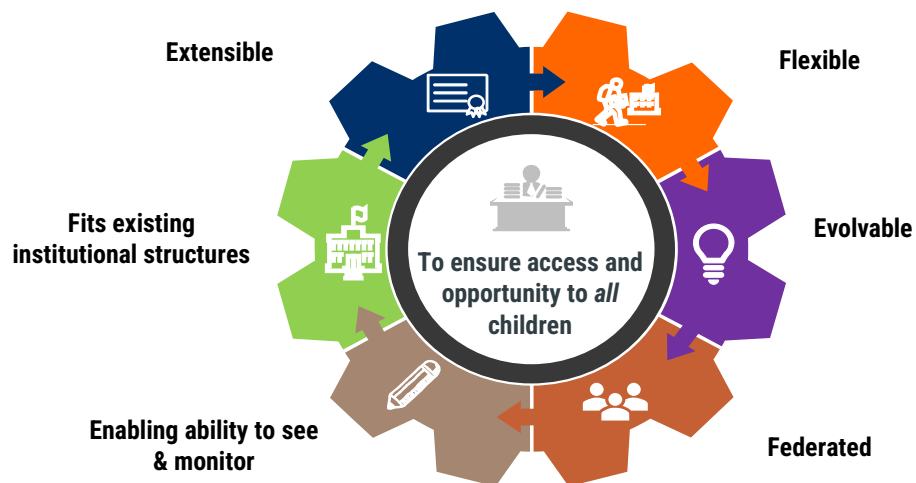 Extensible
Flexible
Fits existing
institutional structures
To ensure access and
opportunity to all
children
Evolvable
Enabling ability to see
& monitor
Federated